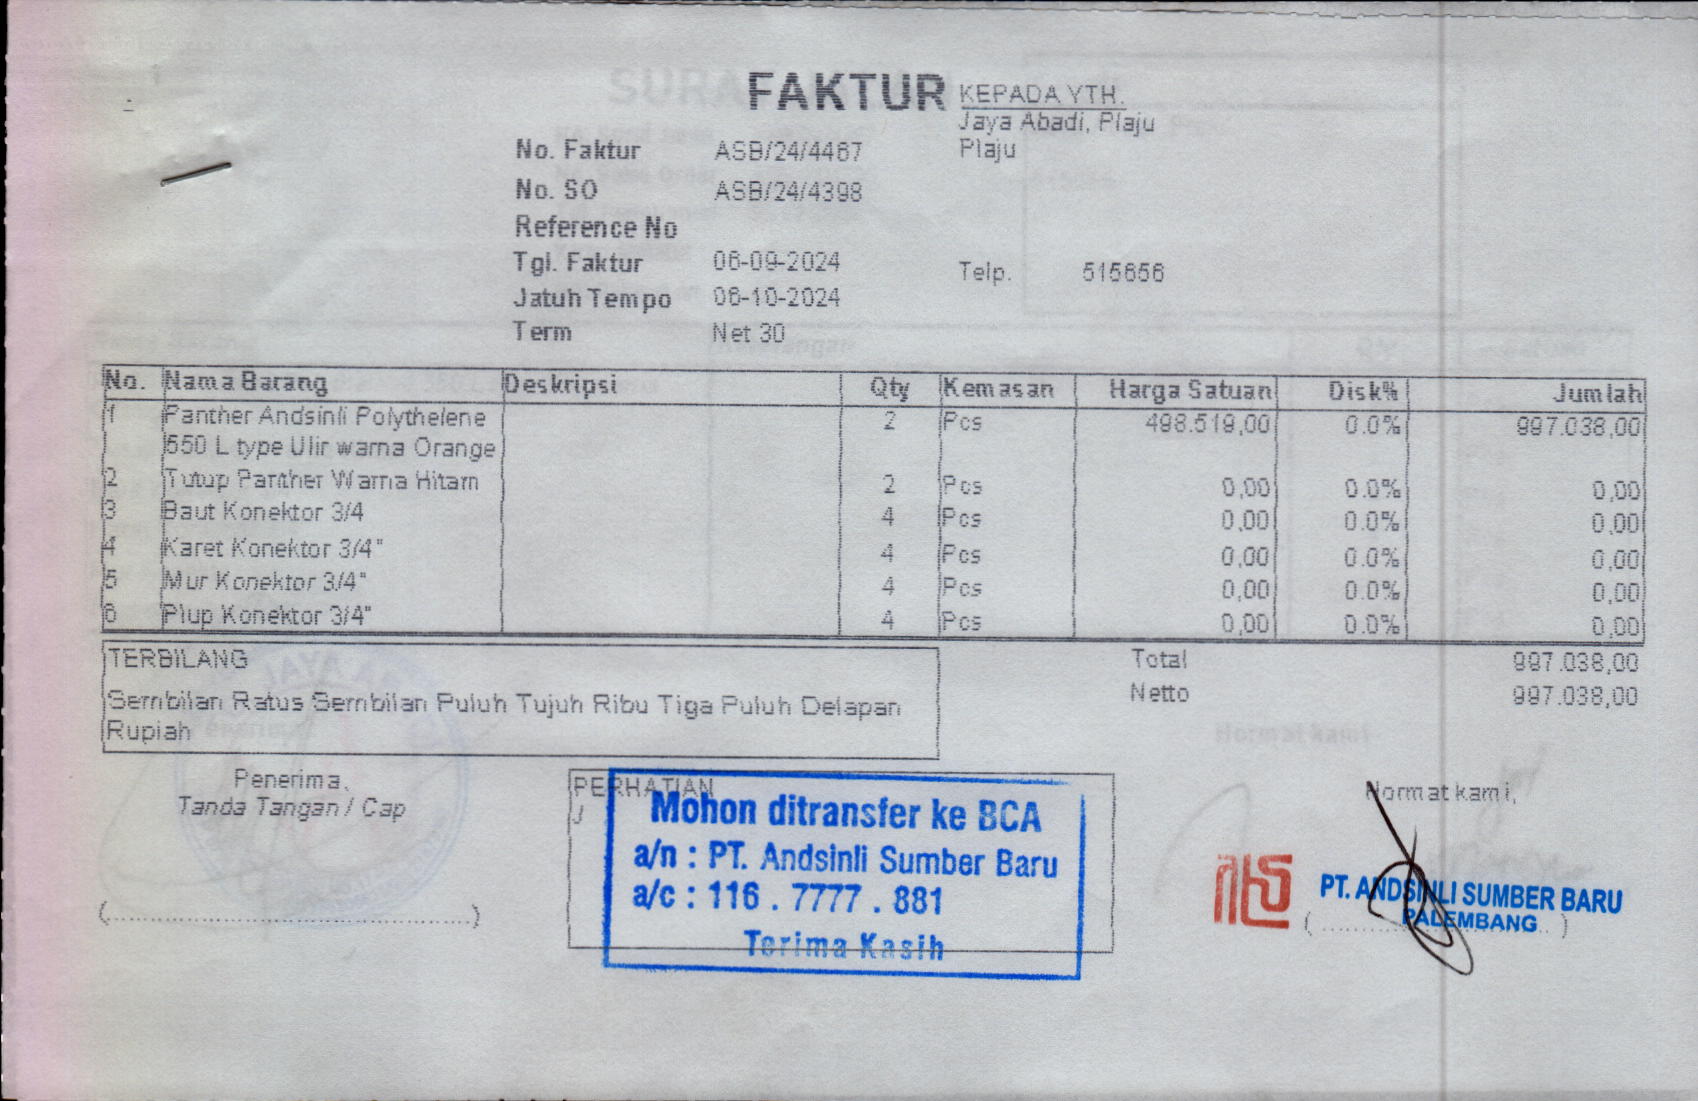 FAKTUR
KEPADA YTH.
Jaya Abadi, Plaju
Plaju
No. Faktur ASB/24/4467
No. SO ASB/24/4398
Reference No
Tgl. Faktur 06-09-2024
Telp. 515656
Jatuh Tempo 06-10-2024
Term Net 30
No. Nama Barang Deskripsi Qty Kemasan Harga Satuan Disk% Jumlah
1 Panther Andsinli Polythelene 2 Pcs 498.519,00 0.0% 997.038,00
550 L type Ulir warna Orange
2 Tutup Panther Warna Hitam 2 Pcs 0,00 0.0% 0,00
3 Baut Konektor 3/4 4 Pcs 0,00 0.0% 0,00
4 Karet Konektor 3/4" 4 Pcs 0,00 0.0% 0,00
5 Mur Konektor 3/4" 4 Pcs 0,00 0.0% 0,00
6 Plup Konektor 3/4" 4 Pcs 0,00 0.0% 0,00
TERBILANG
Sembilan Ratus Sembilan Puluh Tujuh Ribu Tiga Puluh Delapan
Rupiah
Total 997.038,00
Netto 997.038,00
Penerima,
Tanda Tangan / Cap
PERHATIAN
Mohon ditransfer ke BCA
a/n : PT. Andsinli Sumber Baru
a/c : 116 . 7777 . 881
Terima Kasih
Hormat kami,
PT. ANDSINLI SUMBER BARU
PALEMBANG